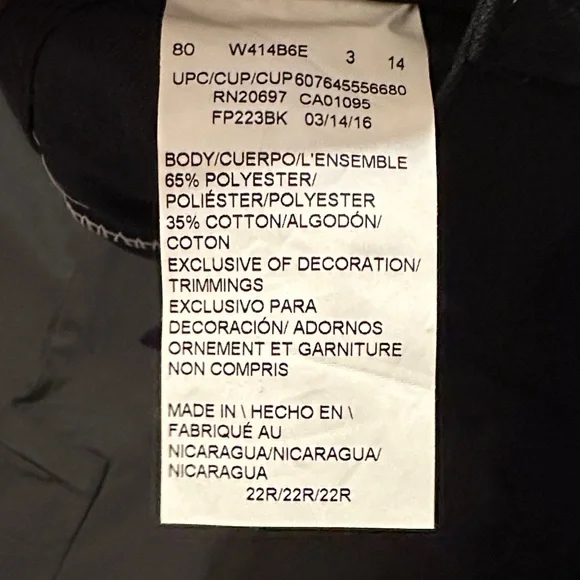 80 W414B6E 3 14
UPC/CUP/CUP 607645556680
RN20697 CA01095
FP223BK 03/14/16
BODY/CUERPO/L'ENSEMBLE
65% POLYESTER/
POLIÉSTER/POLYESTER
35% COTTON/ALGODÓN/
COTON
EXCLUSIVE OF DECORATION/
TRIMMINGS
EXCLUSIVO PARA
DECORACIÓN/ ADORNOS
ORNEMENT ET GARNITURE
NON COMPRIS
MADE IN \ HECHO EN \
FABRIQUÉ AU
NICARAGUA/NICARAGUA/
NICARAGUA
22R/22R/22R